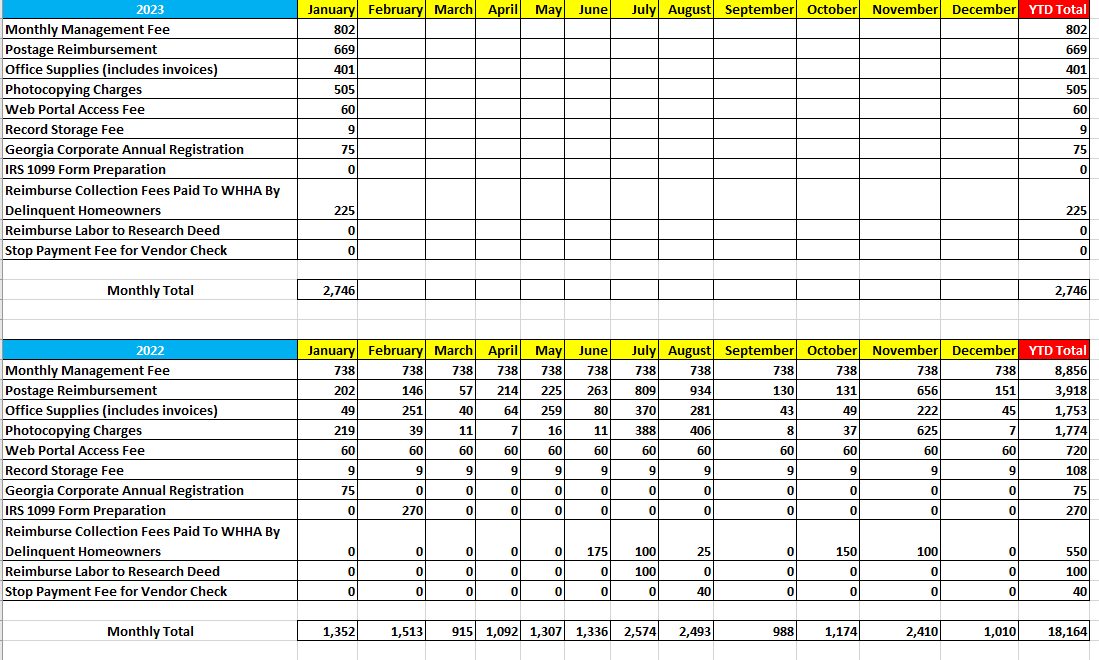 2023 January February March April May June July August September October November December YTD Total
Monthly Management Fee 802 802
Postage Reimbursement 669 669
Office Supplies (includes invoices) 401 401
Photocopying Charges 505 505
Web Portal Access Fee 60 60
Record Storage Fee 9 9
Georgia Corporate Annual Registration 75 75
IRS 1099 Form Preparation 0 0
Reimburse Collection Fees Paid To WHHA By
Delinquent Homeowners 225 225
Reimburse Labor to Research Deed 0 0
Stop Payment Fee for Vendor Check 0 0
Monthly Total 2,746 2,746
2022 January February March April May June July August September October November December YTD Total
Monthly Management Fee 738 738 738 738 738 738 738 738 738 738 738 738 8,856
Postage Reimbursement 202 146 57 214 225 263 809 934 130 131 656 151 3,918
Office Supplies (includes invoices) 49 251 40 64 259 80 370 281 43 49 222 45 1,753
Photocopying Charges 219 39 11 7 16 11 388 406 8 37 625 7 1,774
Web Portal Access Fee 60 60 60 60 60 60 60 60 60 60 60 60 720
Record Storage Fee 9 9 9 9 9 9 9 9 9 9 9 9 108
Georgia Corporate Annual Registration 75 0 0 0 0 0 0 0 0 0 0 0 75
IRS 1099 Form Preparation 0 270 0 0 0 0 0 0 0 0 0 0 270
Reimburse Collection Fees Paid To WHHA By
Delinquent Homeowners 0 0 0 0 0 175 100 25 0 150 100 0 550
Reimburse Labor to Research Deed 0 0 0 0 0 0 100 0 0 0 0 0 100
Stop Payment Fee for Vendor Check 0 0 0 0 0 0 0 40 0 0 0 0 40
Monthly Total 1,352 1,513 915 1,092 1,307 1,336 2,574 2,493 988 1,174 2,410 1,010 18,164